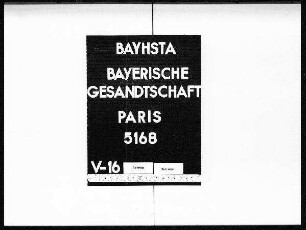 BAYHSTA
BAYERISCHE
GESANDTSCHAFT
PARIS
5168
V-16